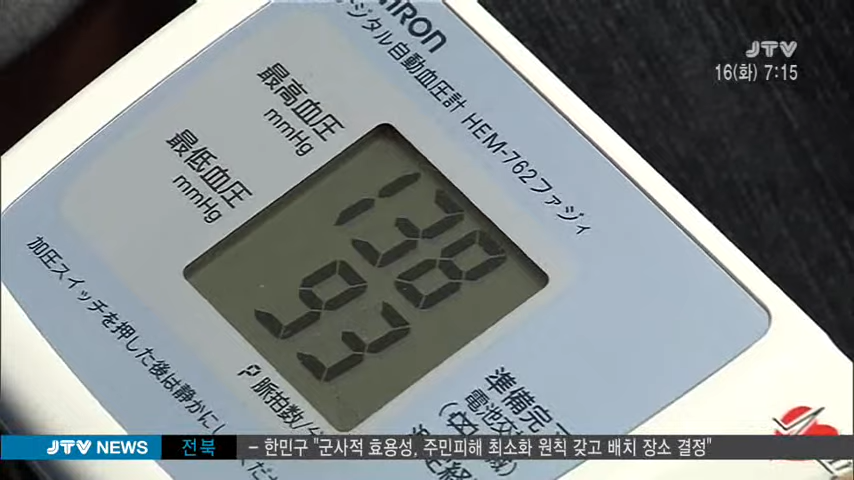 JTV
16(화) 7:15
デジタル自動血圧計 HEM-762ファジィ
最高血圧
mmHg
138
最低血圧
mmHg
93
加圧スイッチを押した後は静かにし
P 脈拍数/
準備完
電池交
JTV NEWS 전북 - 한민구 "군사적 효용성, 주민피해 최소화 원칙 갖고 배치 장소 결정"